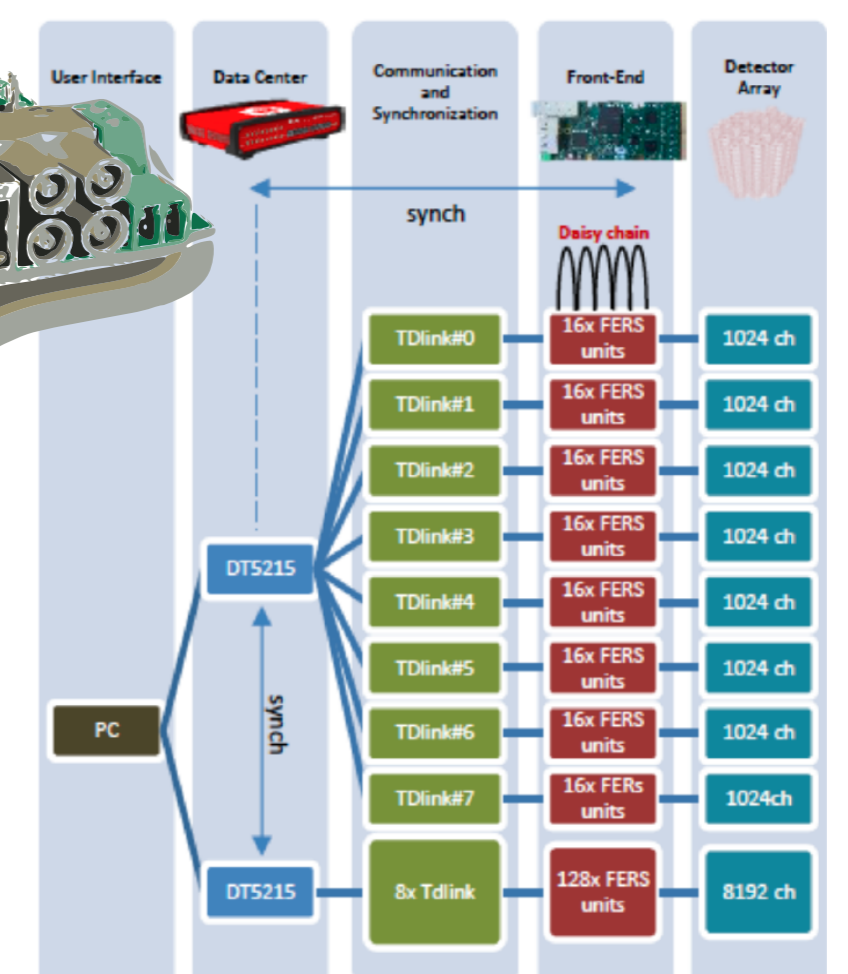 User Interface
Data Center
Communication
and
Synchronization
Front-End
Detector
Array
synch
Daisy chain
TDlink#0
16x FERS
units
1024 ch
TDlink#1
16x FERS
units
1024 ch
TDlink#2
16x FERS
units
1024 ch
TDlink#3
16x FERS
units
1024 ch
DT5215
TDlink#4
16x FERS
units
1024 ch
TDlink#5
16x FERS
units
1024 ch
synch
PC
TDlink#6
16x FERS
units
1024 ch
TDlink#7
16x FERs
units
1024ch
DT5215
8x Tdlink
128x FERS
units
8192 ch